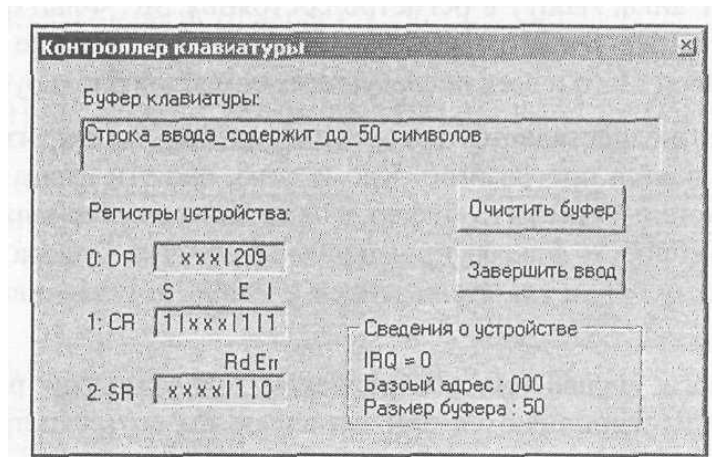 Контроллер клавиатуры
Буфер клавиатуры:
Строка_ввода_содержит_до_50_символов
Регистры устройства:
Очистить буфер
0: DR xxx|209
Завершить ввод
S E I
1: CR 1|xxx|1|1
Сведения о устройстве
IRQ = 0
Rd Err
Базоый адрес : 000
2: SR xxxx|1|0
Размер буфера : 50